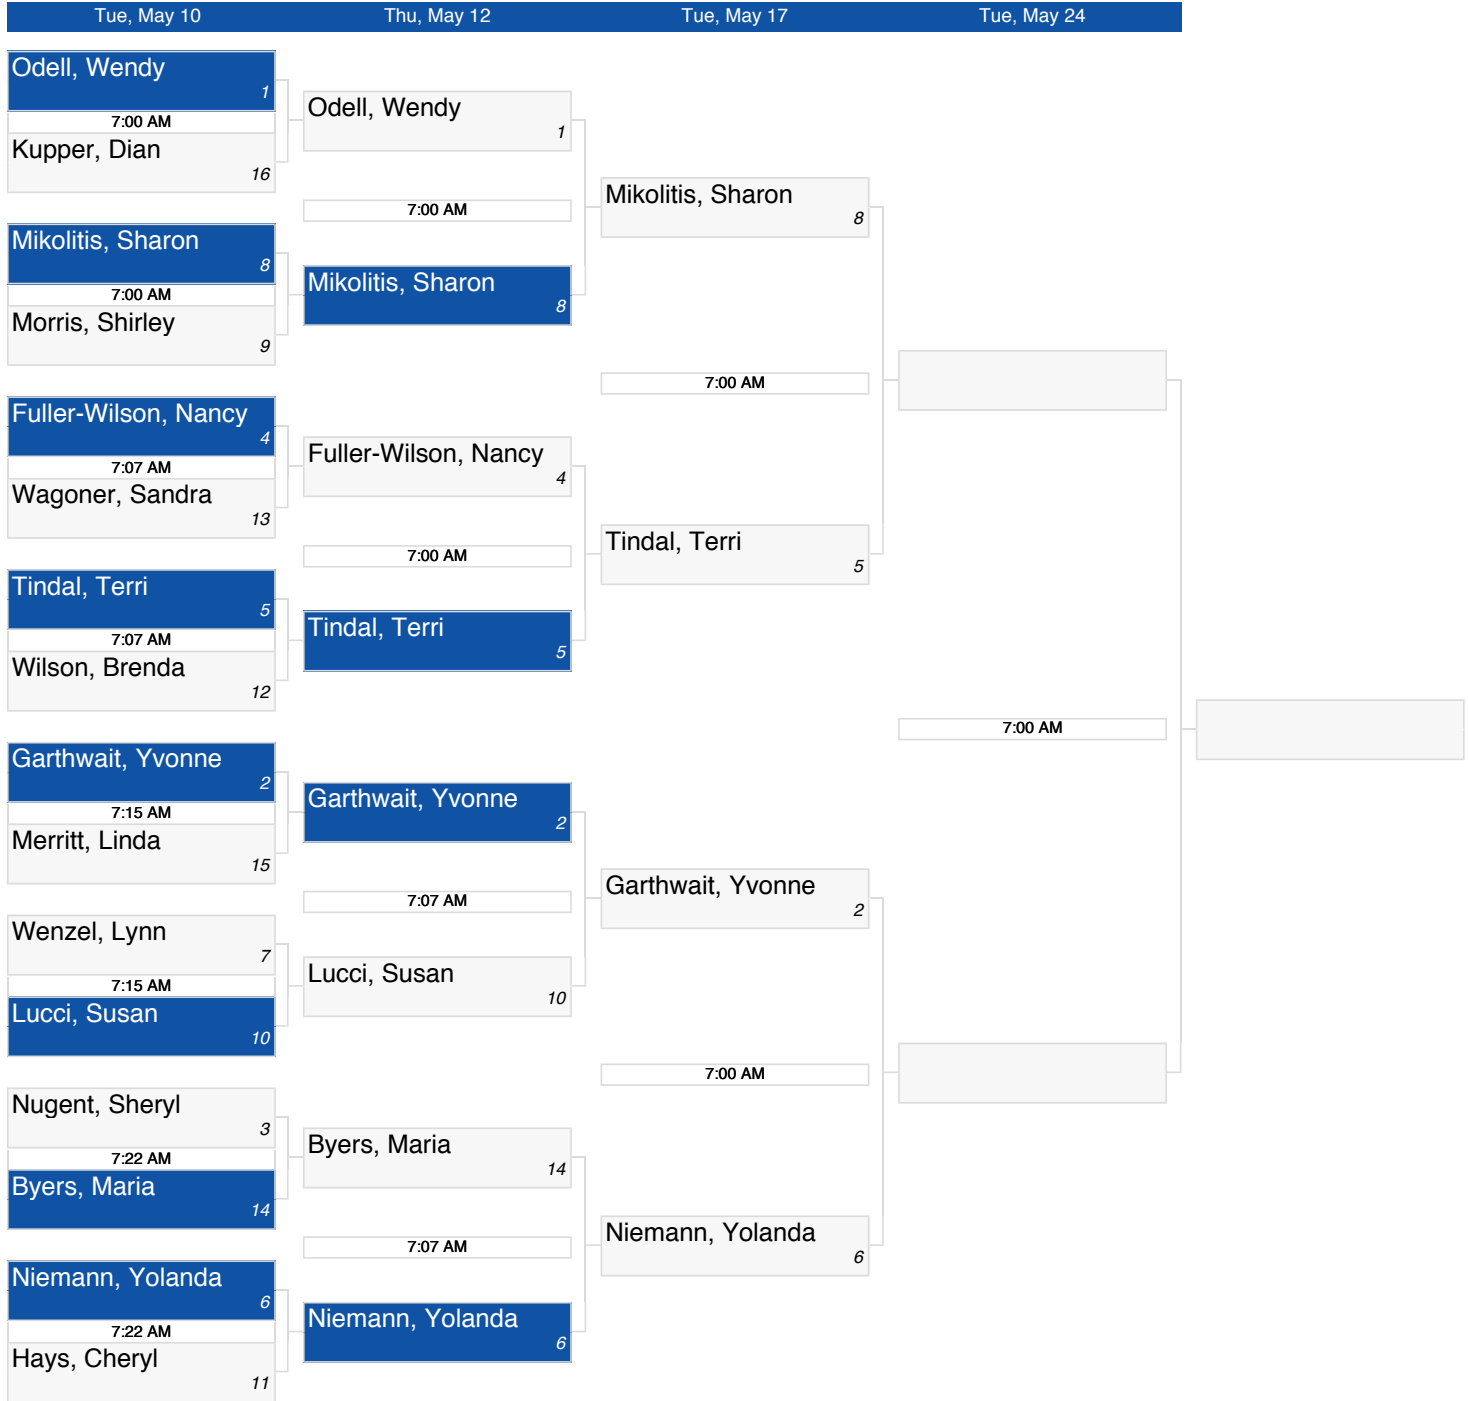 Tue, May 10
Thu, May 12
Tue, May 17
Tue, May 24
Odell, Wendy
1
7:00 AM
Kupper, Dian
16
Mikolitis, Sharon
8
7:00 AM
Morris, Shirley
9
Fuller-Wilson, Nancy
4
7:07 AM
Wagoner, Sandra
13
Tindal, Terri
5
7:07 AM
Wilson, Brenda
12
Garthwait, Yvonne
2
7:15 AM
Merritt, Linda
15
Wenzel, Lynn
7
7:15 AM
Lucci, Susan
10
Nugent, Sheryl
3
7:22 AM
Byers, Maria
14
Niemann, Yolanda
6
7:22 AM
Hays, Cheryl
11
Odell, Wendy
1
7:00 AM
Mikolitis, Sharon
8
Fuller-Wilson, Nancy
4
7:00 AM
Tindal, Terri
5
Garthwait, Yvonne
2
7:07 AM
Lucci, Susan
10
Byers, Maria
14
7:07 AM
Niemann, Yolanda
6
Mikolitis, Sharon
8
7:00 AM
Tindal, Terri
5
Garthwait, Yvonne
2
7:00 AM
Niemann, Yolanda
6
7:00 AM